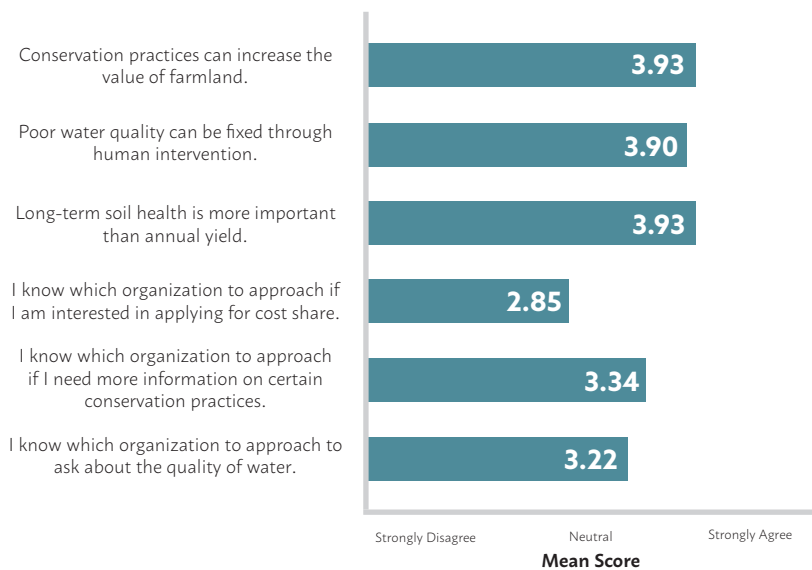 Conservation practices can increase the
value of farmland.
3.93
Poor water quality can be fixed through
human intervention.
3.90
Long-term soil health is more important
than annual yield.
3.93
I know which organization to approach if
I am interested in applying for cost share.
2.85
I know which organization to approach
if I need more information on certain
conservation practices.
3.34
I know which organization to approach to
ask about the quality of water.
3.22
Strongly Disagree
Neutral
Strongly Agree
Mean Score